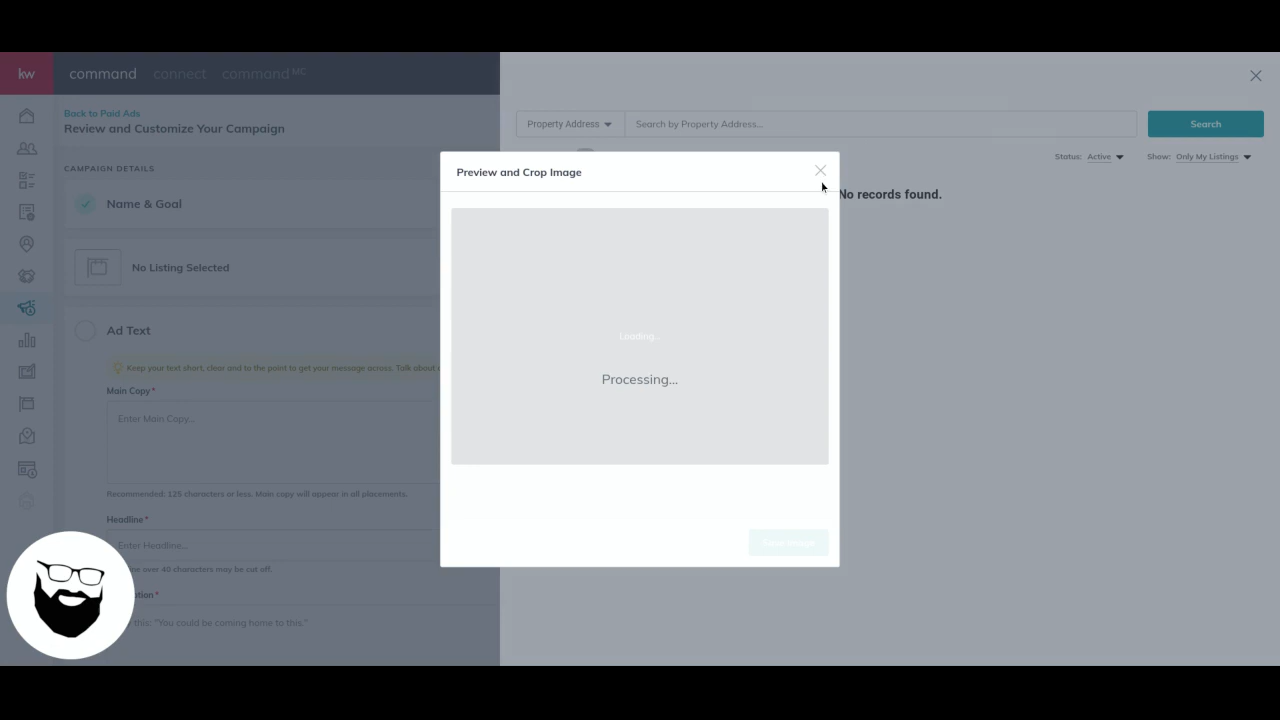 kw command connect command MC
Back to Paid Ads
Review and Customize Your Campaign
CAMPAIGN DETAILS
Name & Goal
No Listing Selected
Ad Text
Keep your text short, clear and to the point to get your message across. Talk about
Main Copy*
Enter Main Copy...
Recommended: 125 characters or less. Main copy will appear in all placements.
Headline*
Enter Headline...
over 40 characters may be cut off.
this: "You could be coming home to this."
Property Address
Search by Property Address...
Search
Status: Active
Show: Only My Listings
No records found.
Preview and Crop Image
Loading...
Processing...
Save Image